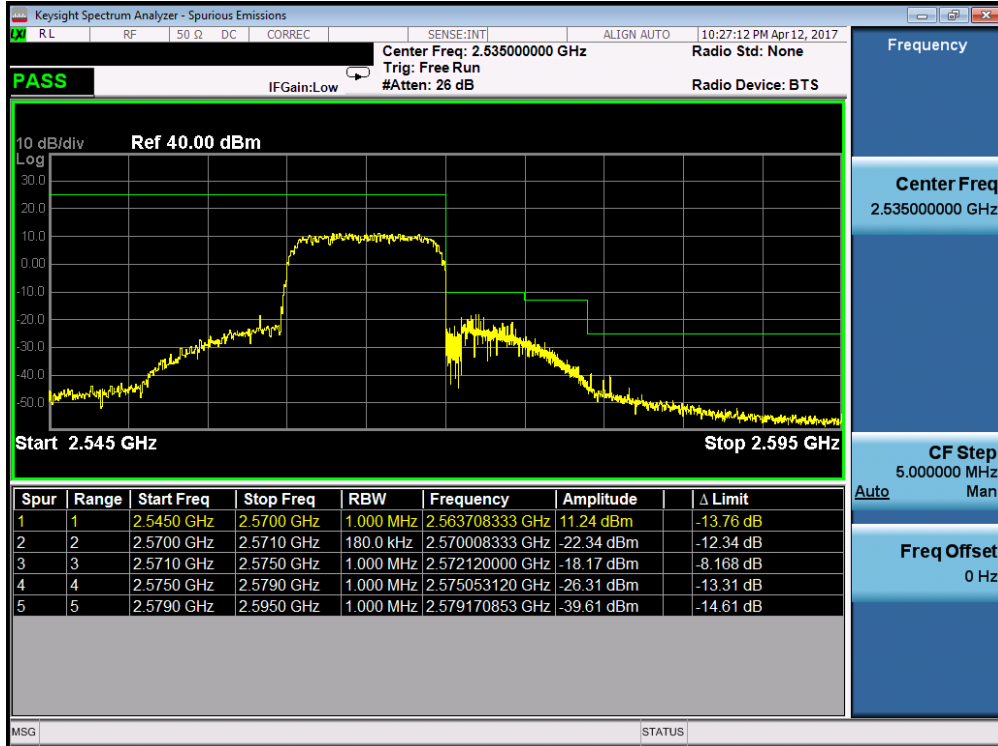 Keysight Spectrum Analyzer - Spurious Emissions
LXI RL RF 50 Ω DC CORREC SENSE:INT ALIGN AUTO 10:27:12 PM Apr 12, 2017
Center Freq: 2.535000000 GHz Radio Std: None
Trig: Free Run
PASS IFGain:Low #Atten: 26 dB Radio Device: BTS
10 dB/div Ref 40.00 dBm
Log
30.0
20.0
10.0
0.00
-10.0
-20.0
-30.0
-40.0
-50.0
Start 2.545 GHz Stop 2.595 GHz
Spur Range Start Freq Stop Freq RBW Frequency Amplitude Δ Limit
1 1 2.5450 GHz 2.5700 GHz 1.000 MHz 2.563708333 GHz 11.24 dBm -13.76 dB
2 2 2.5700 GHz 2.5710 GHz 180.0 kHz 2.570008333 GHz -22.34 dBm -12.34 dB
3 3 2.5710 GHz 2.5750 GHz 1.000 MHz 2.572120000 GHz -18.17 dBm -8.168 dB
4 4 2.5750 GHz 2.5790 GHz 1.000 MHz 2.575053120 GHz -26.31 dBm -13.31 dB
5 5 2.5790 GHz 2.5950 GHz 1.000 MHz 2.579170853 GHz -39.61 dBm -14.61 dB
MSG STATUS
Frequency
Center Freq
2.535000000 GHz
CF Step
5.000000 MHz
Auto Man
Freq Offset
0 Hz